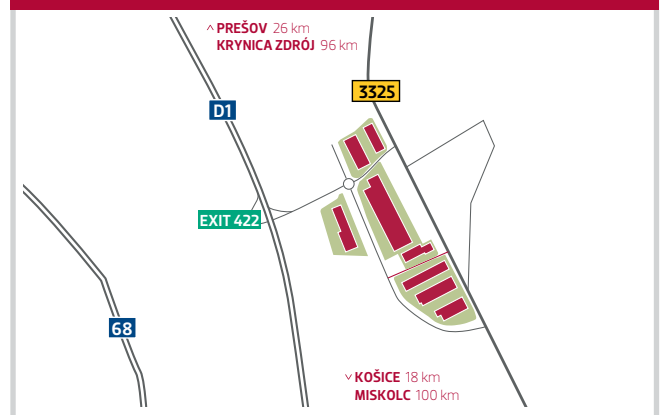 ^ PREŠOV 26 km
KRYNICA ZDRÓJ 96 km
3325
D1
EXIT 422
68
˅ KOŠICE 18 km
MISKOLC 100 km